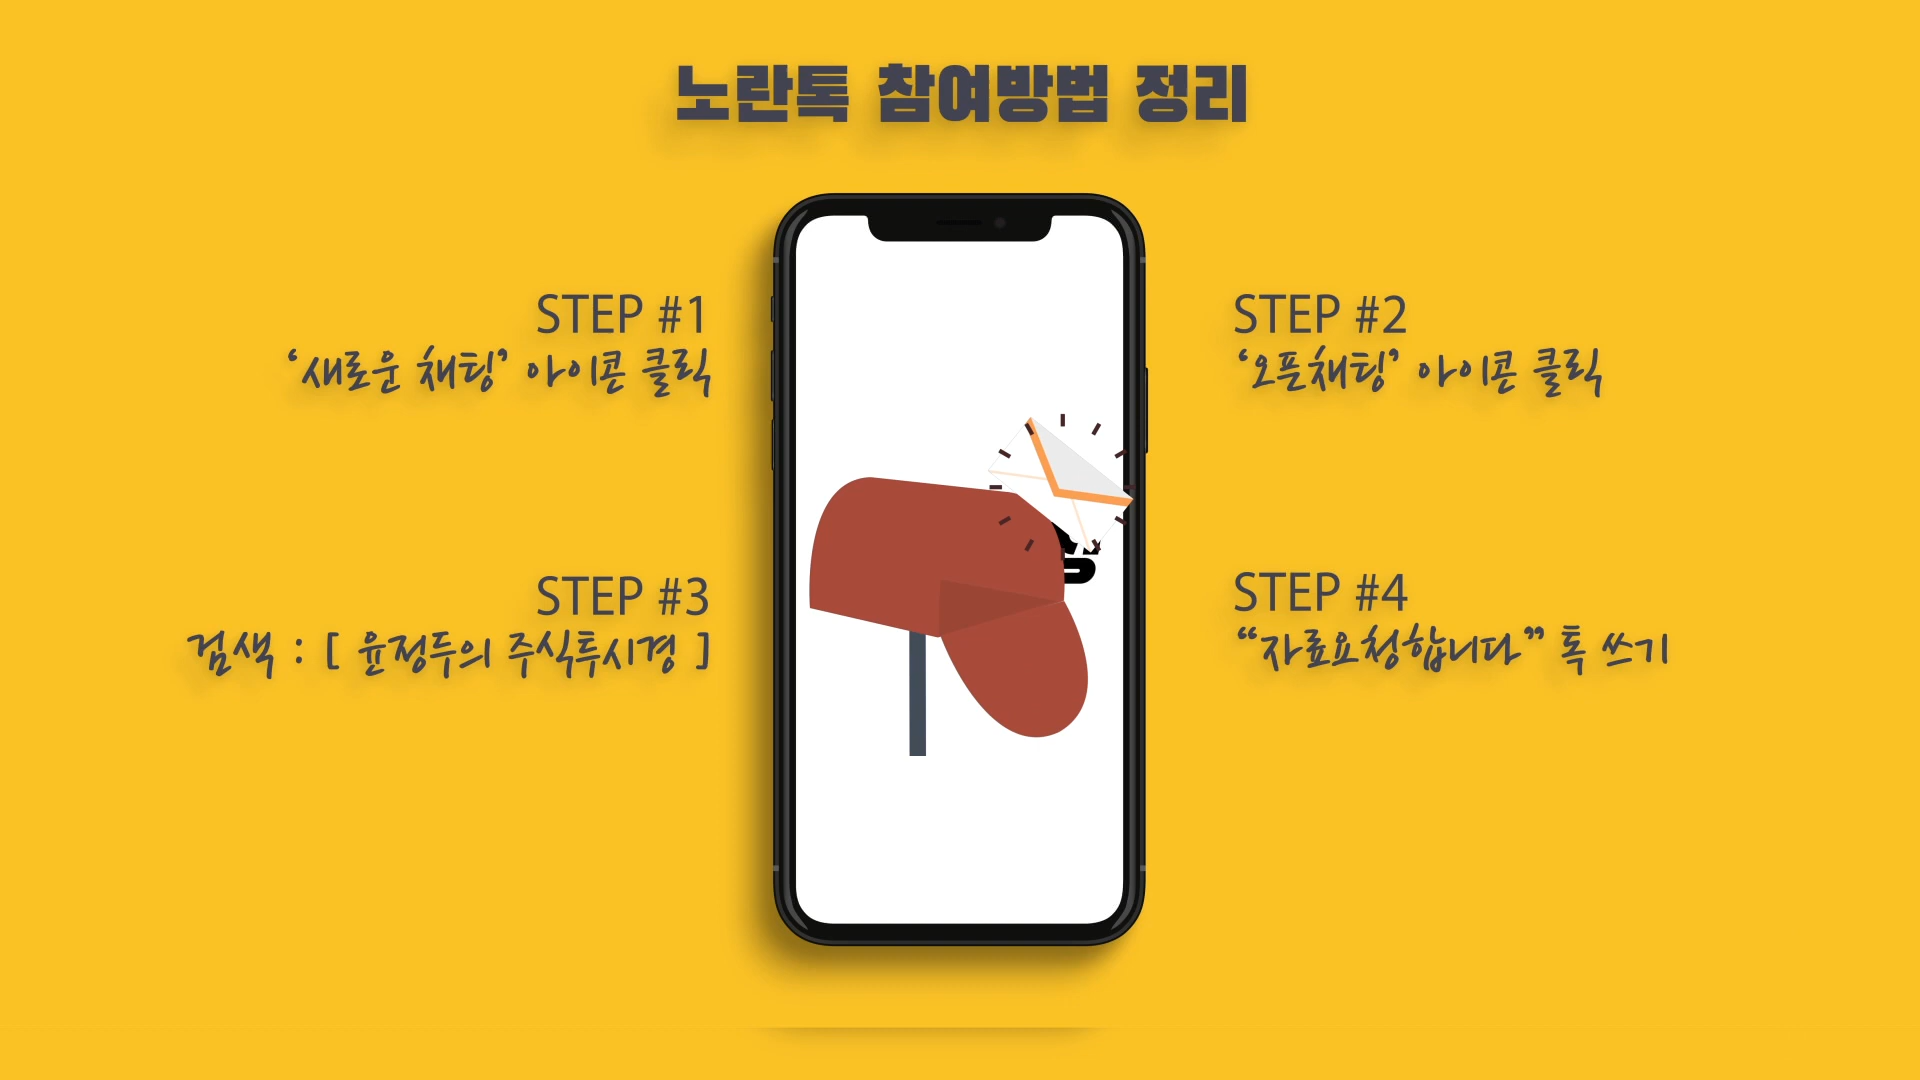 노란톡 참여방법 정리
STEP #1
‘새로운 채팅’ 아이콘 클릭
STEP #2
‘오픈채팅’ 아이콘 클릭
STEP #3
검색 : [ 윤정두의 주식투시경 ]
STEP #4
“자료요청합니다” 톡 쓰기